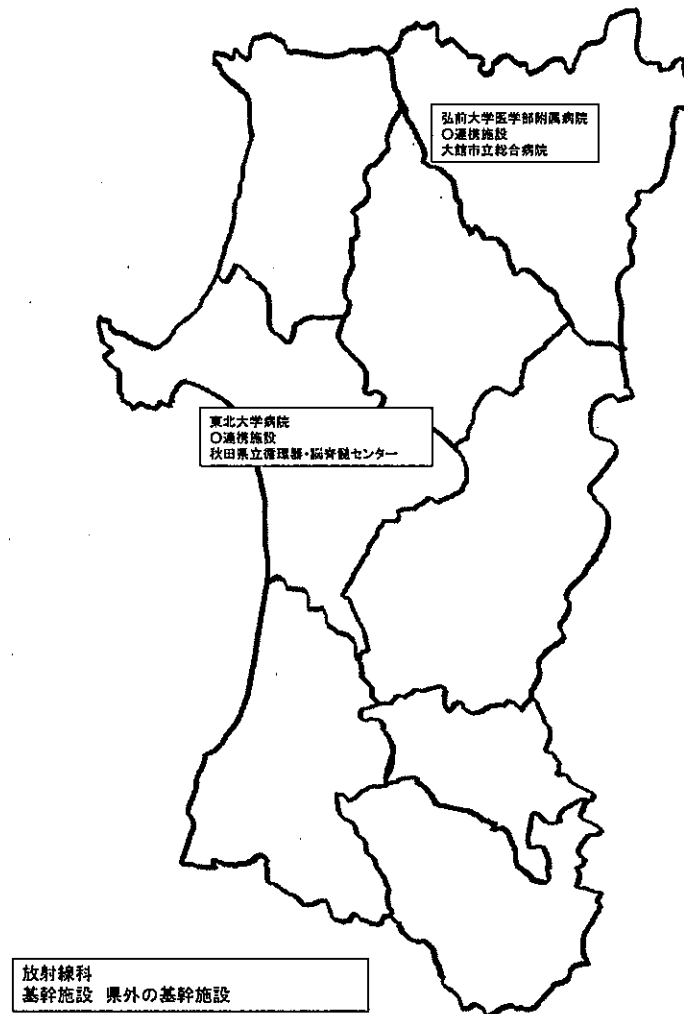 弘前大学医学部附属病院
〇連携施設
大館市立総合病院
東北大学病院
〇連携施設
秋田県立循環器・脳脊髄センター
放射線科
基幹施設 県外の基幹施設